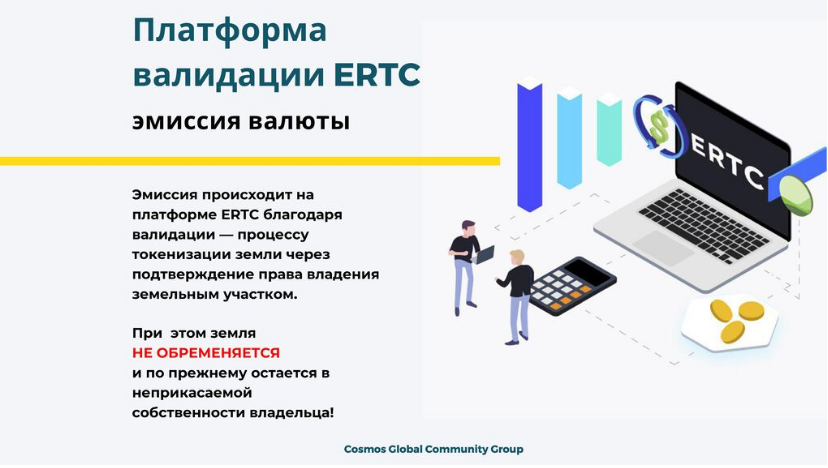 Платформа
валидации ERTC
эмиссия валюты
Эмиссия происходит на
платформе ERTC благодаря
валидации — процессу
токенизации земли через
подтверждение права владения
земельным участком.
При этом земля
НЕ ОБРЕМЕНЯЕТСЯ
и по прежнему остается в
неприкасаемой
собственности владельца!
ERTC
Cosmos Global Community Group